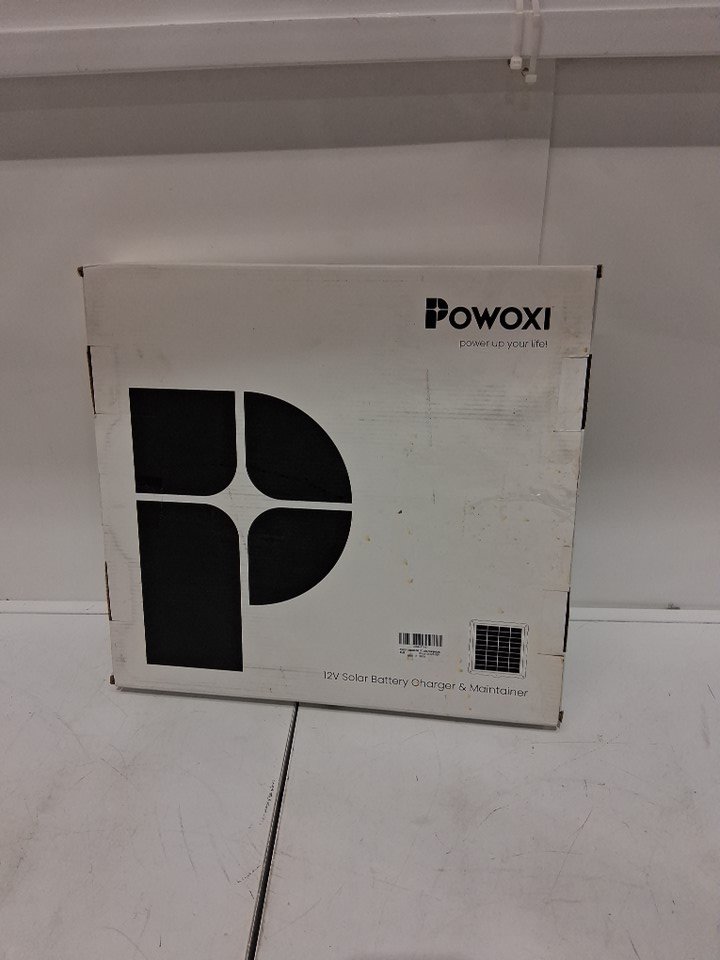 POWOXI
power up your life!
12V Solar Battery Charger & Maintainer